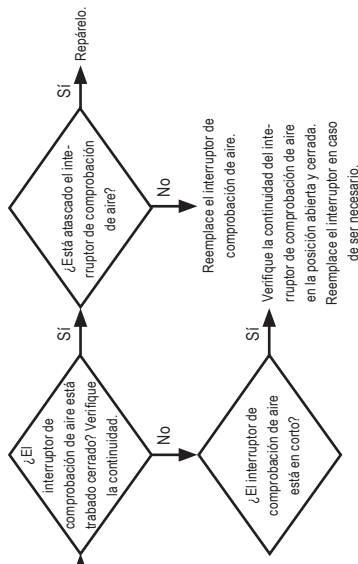 ¿El
interruptor de
comprobación de aire está
trabado cerrado? Verifique
la continuidad.
Sí
¿Está atascado el inte-
rruptor de comprobación
de aire?
Sí
Repárelo.
No
Reemplace el interruptor de
comprobación de aire.
No
¿El interruptor de
comprobación de aire
está en corto?
Sí
Verifique la continuidad del inte-
rruptor de comprobación de aire
en la posición abierta y cerrada.
Reemplace el interruptor en caso
de ser necesario.